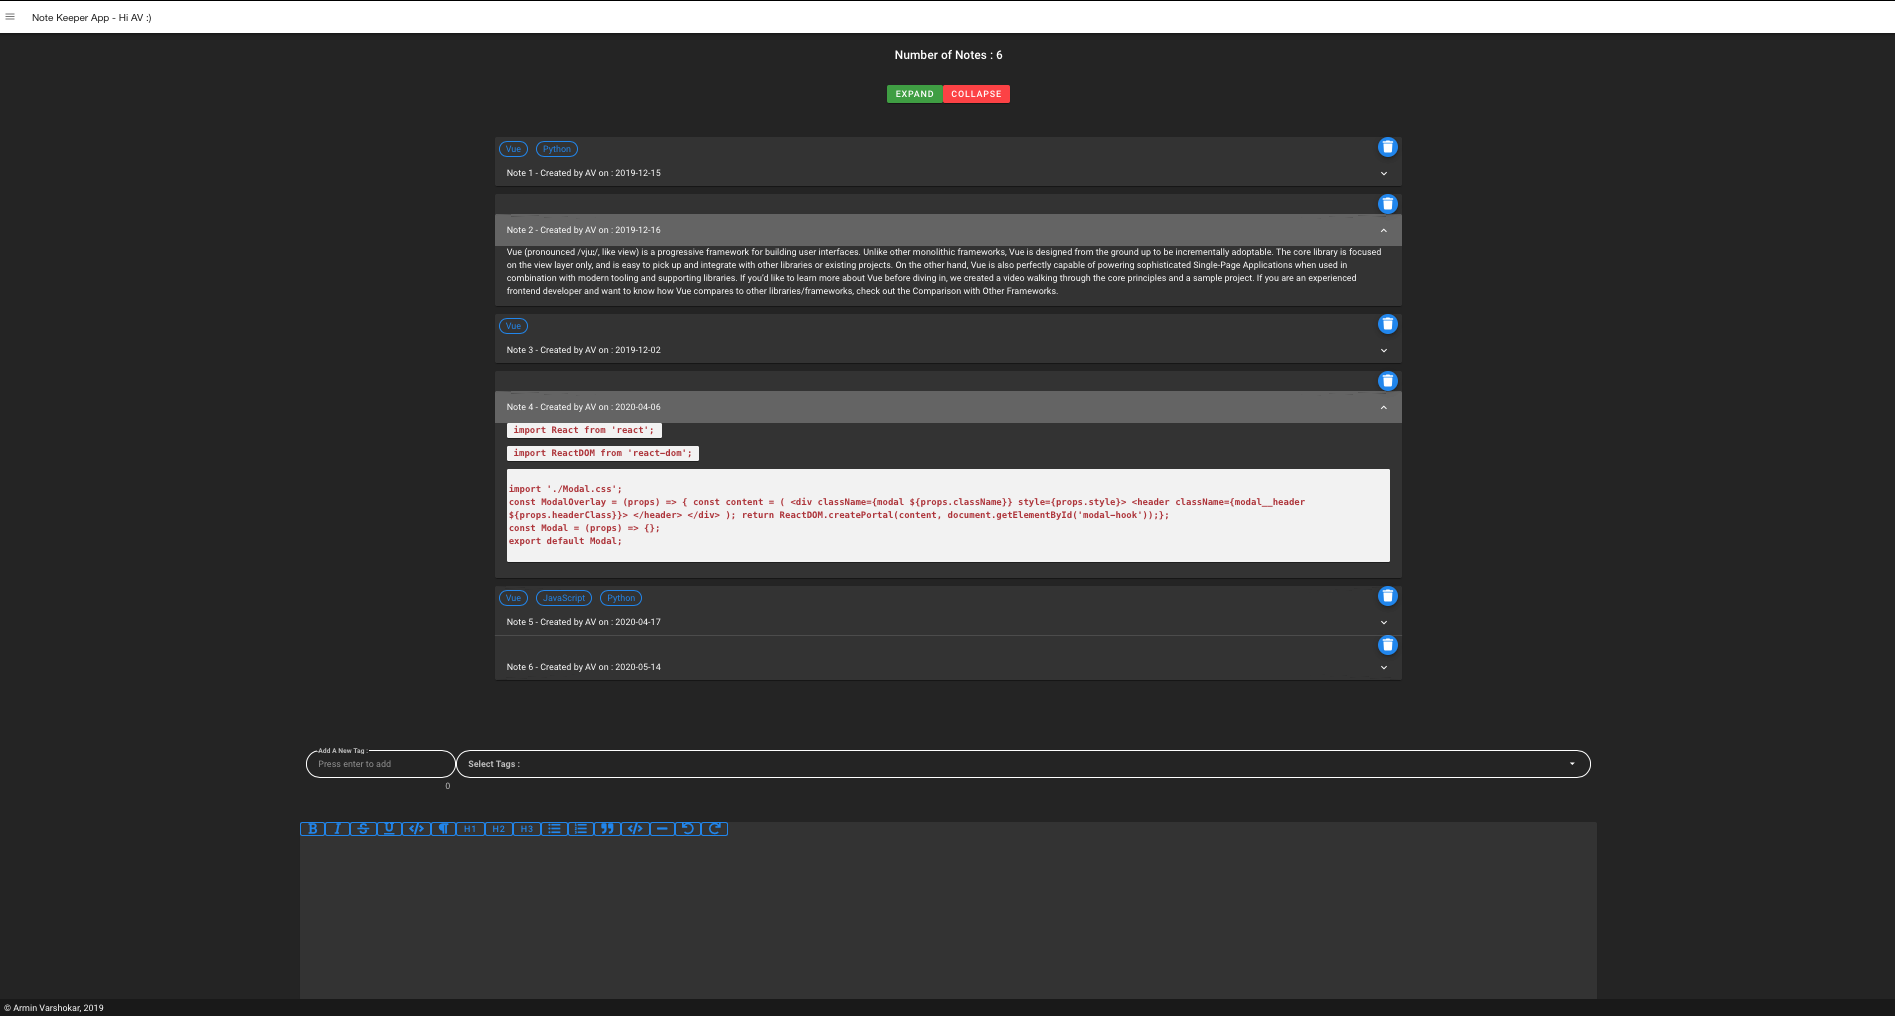 Note Keeper App - Hi AV :)
Number of Notes : 6
EXPAND COLLAPSE
Vue Python
Note 1 - Created by AV on : 2019-12-15
Note 2 - Created by AV on : 2019-12-16
Vue (pronounced /vjuː/, like view) is a progressive framework for building user interfaces. Unlike other monolithic frameworks, Vue is designed from the ground up to be incrementally adoptable. The core library is focused
on the view layer only, and is easy to pick up and integrate with other libraries or existing projects. On the other hand, Vue is also perfectly capable of powering sophisticated Single-Page Applications when used in
combination with modern tooling and supporting libraries. If you'd like to learn more about Vue before diving in, we created a video walking through the core principles and a sample project. If you are an experienced
frontend developer and want to know how Vue compares to other libraries/frameworks, check out the Comparison with Other Frameworks.
Vue
Note 3 - Created by AV on : 2019-12-02
Note 4 - Created by AV on : 2020-04-06
import React from 'react';
import ReactDOM from 'react-dom';
import './Modal.css';
const ModalOverlay = (props) => { const content = ( <div className={modal ${props.className}} style={props.style}> <header className={modal__header
${props.headerClass}}> </header> </div> ); return ReactDOM.createPortal(content, document.getElementById('modal-hook'));};
const Modal = (props) => {};
export default Modal;
Vue JavaScript Python
Note 5 - Created by AV on : 2020-04-17
Note 6 - Created by AV on : 2020-05-14
Add A New Tag :
Press enter to add
Select Tags :
0
B I S U </> ¶ H1 H2 H3 </>
© Armin Varshokar, 2019